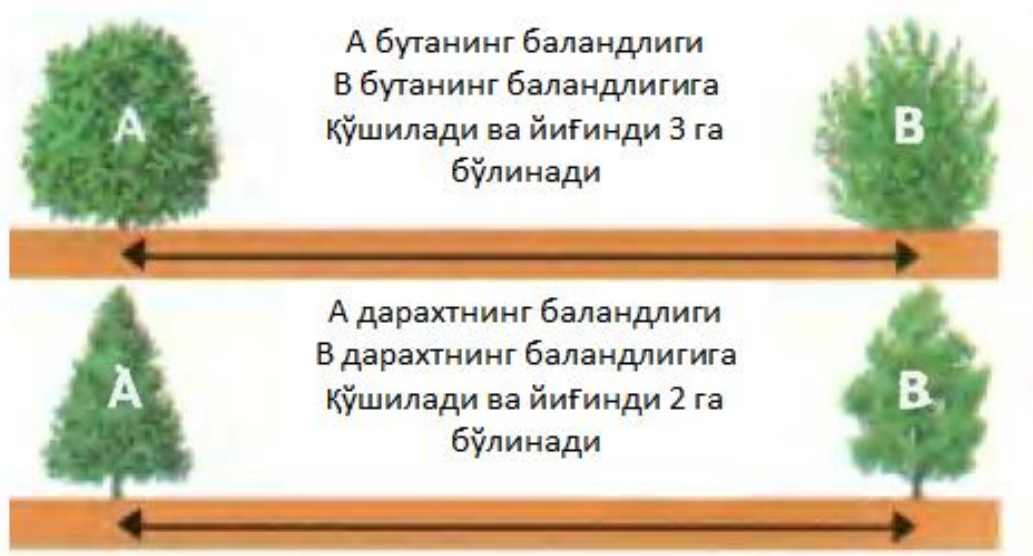 А бутанинг баландлиги
В бутанинг баландлигига
қўшилади ва йиғинди 3 га
бўлинади
A
B
А дарахтнинг баландлиги
В дарахтнинг баландлигига
қўшилади ва йиғинди 2 га
бўлинади
A
B